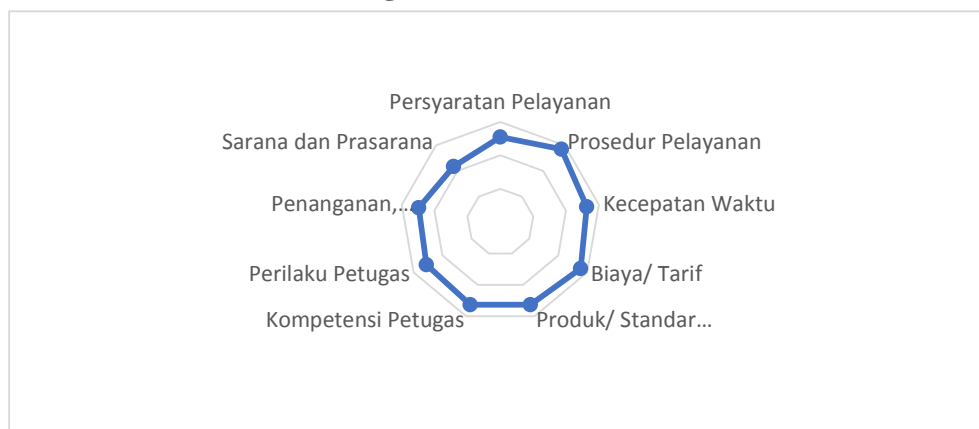 Persyaratan Pelayanan
Prosedur Pelayanan
Kecepatan Waktu
Biaya/ Tarif
Produk/ Standar...
Kompetensi Petugas
Perilaku Petugas
Penanganan,...
Sarana dan Prasarana